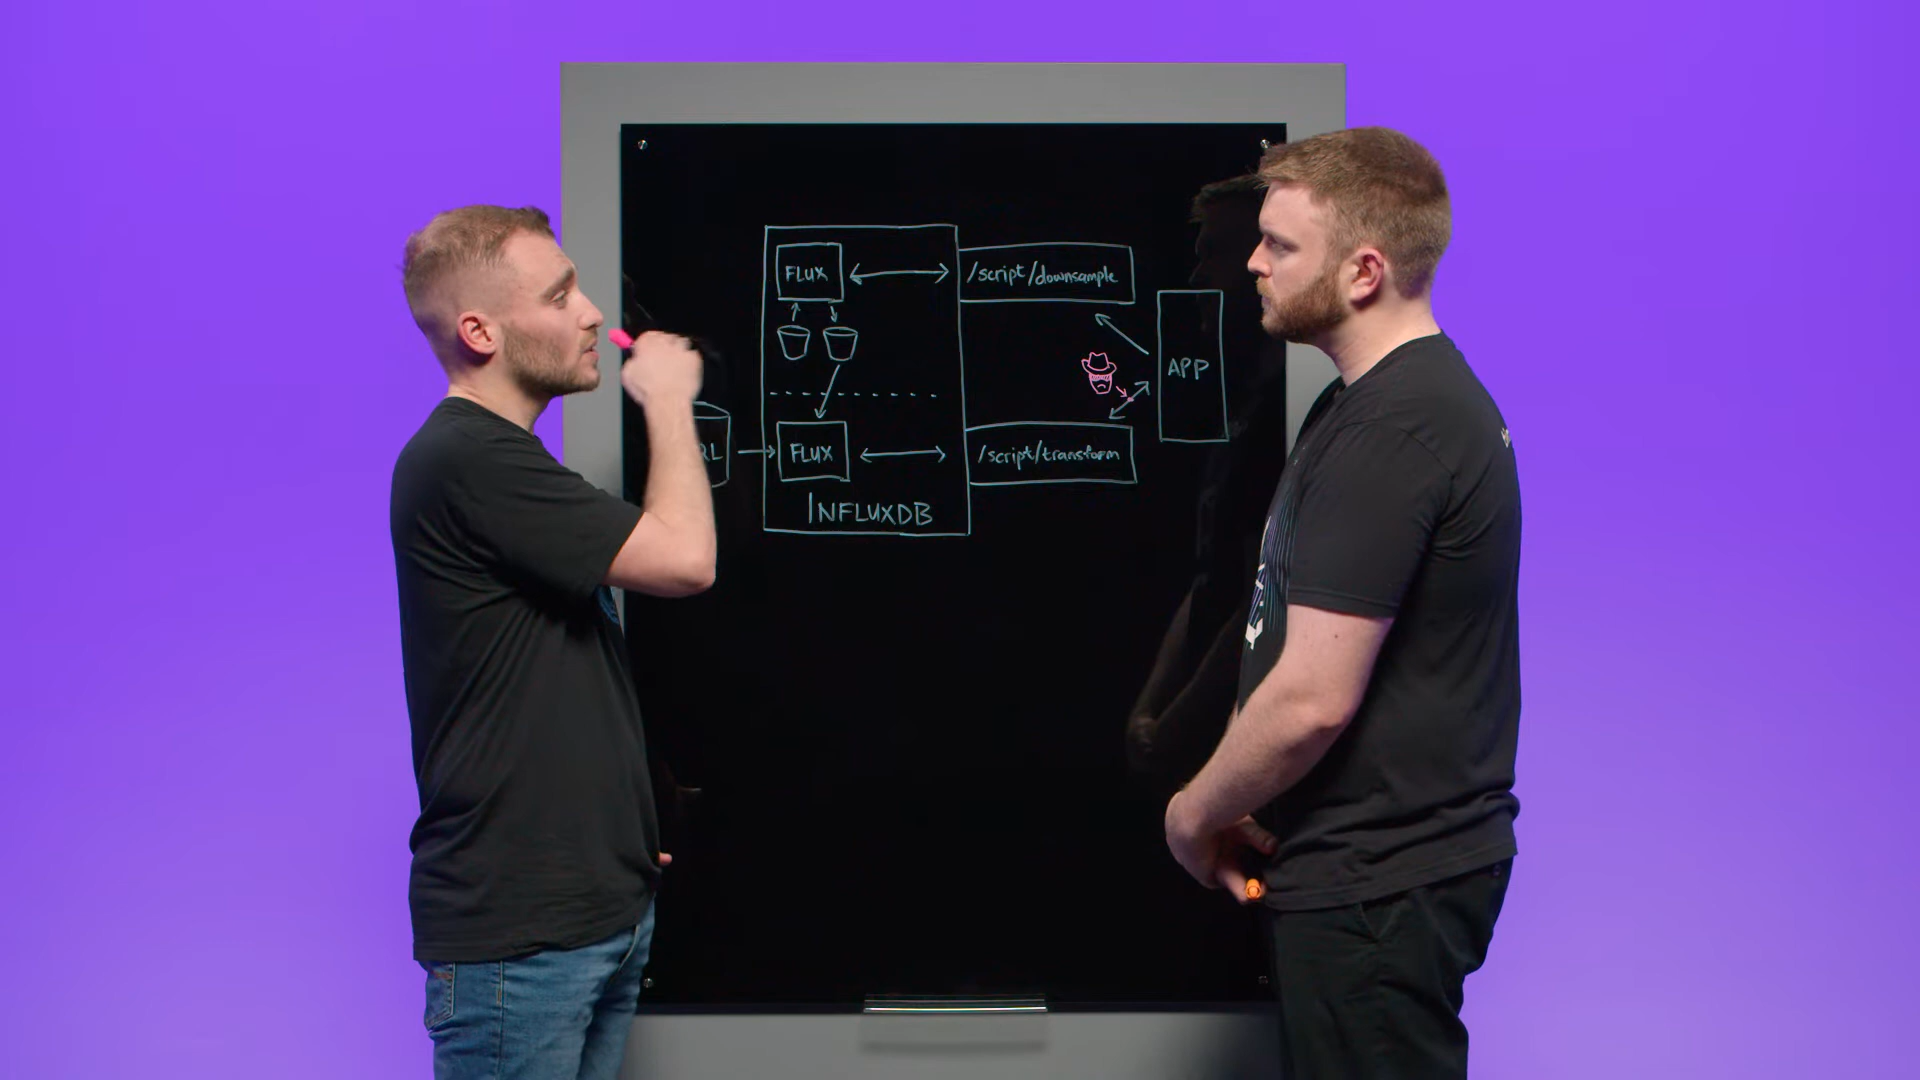 FLUX
/script/downsample
APP
FLUX
/script/transform
INFLUXDB